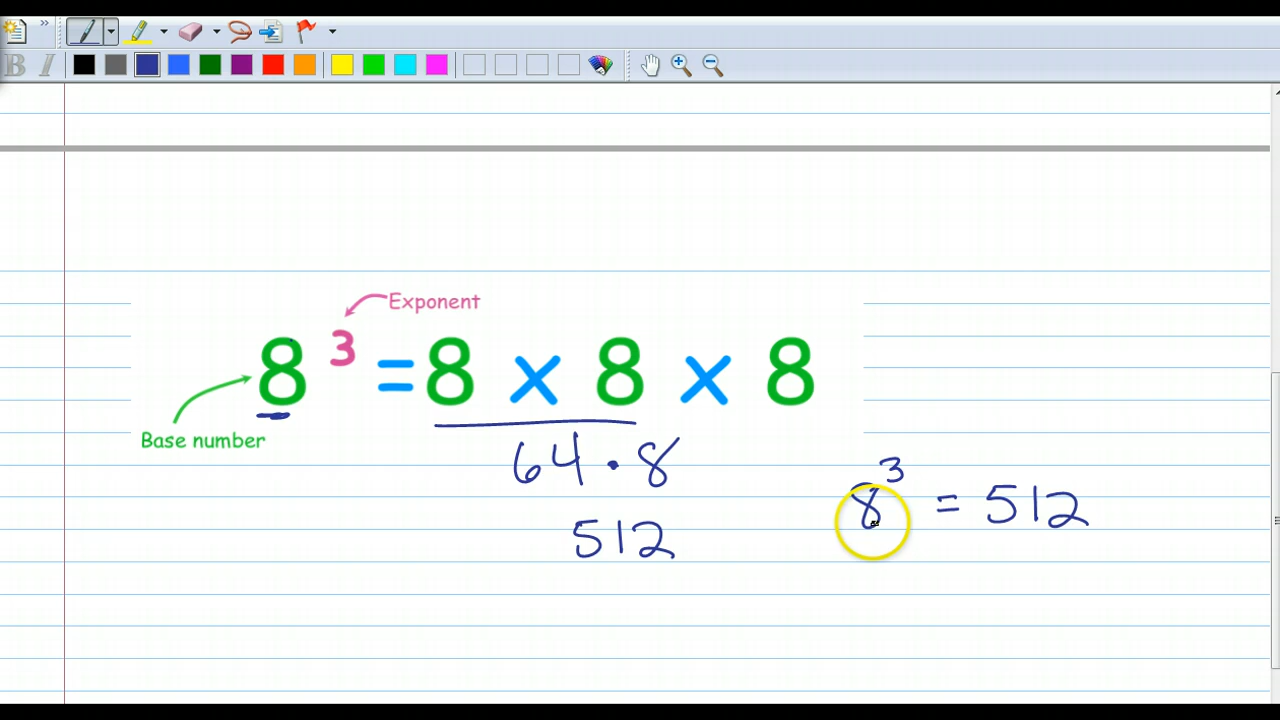 B I
Exponent
8³ = 8 x 8 x 8
Base number
64 · 8
8³ = 512
512